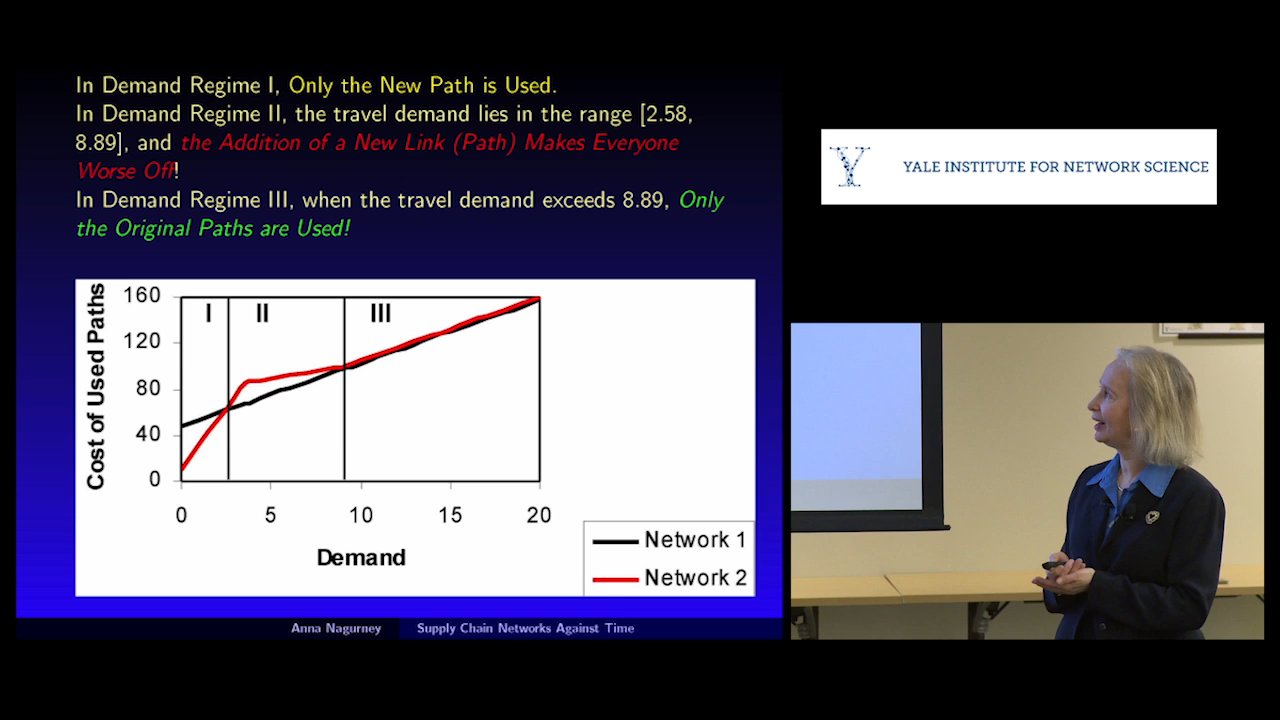 In Demand Regime I, Only the New Path is Used.
In Demand Regime II, the travel demand lies in the range [2.58,
8.89], and the Addition of a New Link (Path) Makes Everyone
Worse Off!
In Demand Regime III, when the travel demand exceeds 8.89, Only
the Original Paths are Used!
Cost of Used Paths
160
120
80
40
0
I
II
III
0 5 10 15 20
Demand
Network 1
Network 2
Anna Nagurney Supply Chain Networks Against Time
Y
YALE INSTITUTE FOR NETWORK SCIENCE